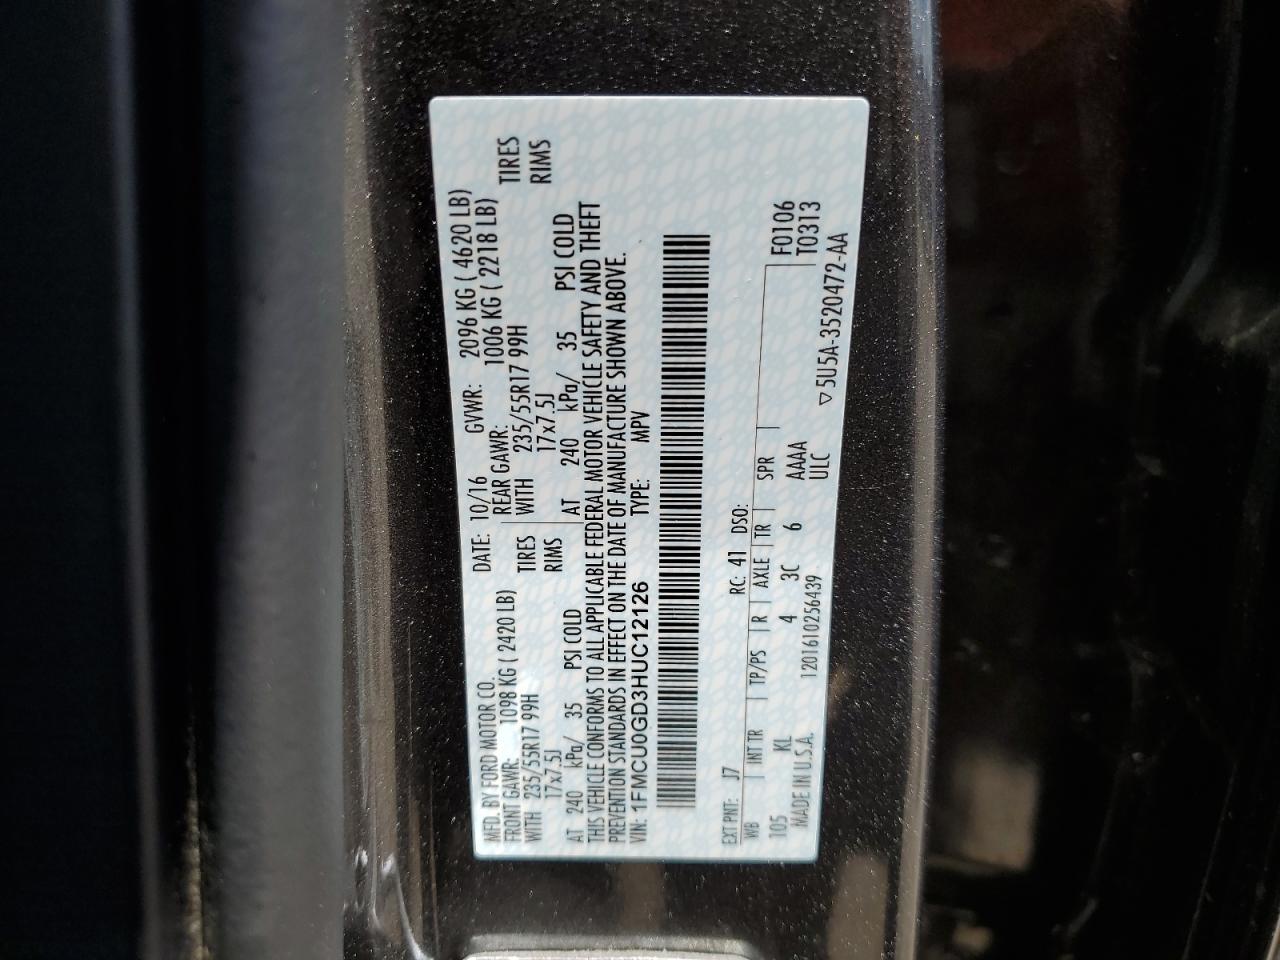 MFD. BY FORD MOTOR CO.
DATE: 10/16 GVWR: 2096 KG ( 4620 LB)
FRONT GAWR: 1098 KG ( 2420 LB)
REAR GAWR: 1006 KG ( 2218 LB)
WITH 235/55R17 99H TIRES
WITH 235/55R17 99H TIRES
17x7.5J RIMS
17x7.5J RIMS
AT 240 kPa/ 35 PSI COLD
AT 240 kPa/ 35 PSI COLD
THIS VEHICLE CONFORMS TO ALL APPLICABLE FEDERAL MOTOR VEHICLE SAFETY AND THEFT
PREVENTION STANDARDS IN EFFECT ON THE DATE OF MANUFACTURE SHOWN ABOVE.
VIN: 1FMCU0GD3HUC12126 TYPE: MPV
EXT PNT: J7 RC: 41 DSO:
WB INT TR TP/PS R AXLE TR SPR
105 KL 4 3C 6 AAAA
ULC
F0106
T0313
MADE IN U.S.A. 1201610256439
▽5U5A-3520472-AA